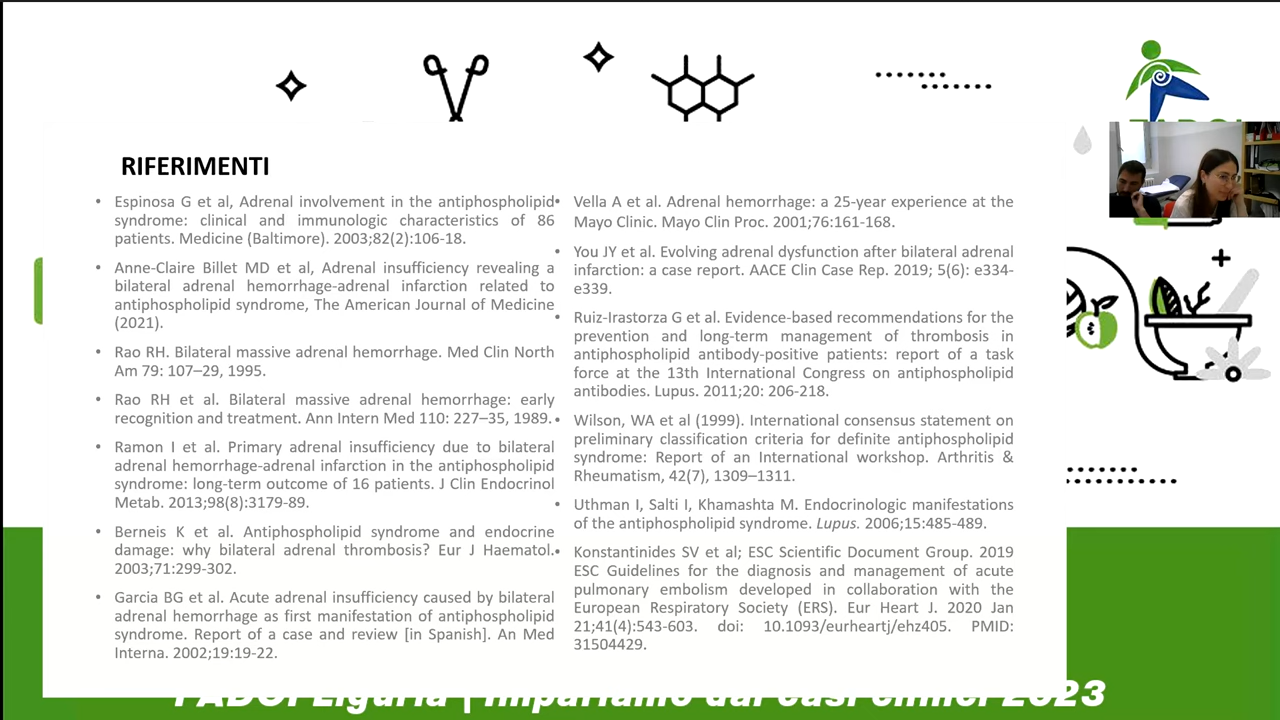 RIFERIMENTI
• Espinosa G et al, Adrenal involvement in the antiphospholipid
syndrome: clinical and immunologic characteristics of 86
patients. Medicine (Baltimore). 2003;82(2):106-18.
• Anne-Claire Billet MD et al, Adrenal insufficiency revealing a
bilateral adrenal hemorrhage-adrenal infarction related to
antiphospholipid syndrome, The American Journal of Medicine
(2021).
• Rao RH. Bilateral massive adrenal hemorrhage. Med Clin North
Am 79: 107–29, 1995.
• Rao RH et al. Bilateral massive adrenal hemorrhage: early
recognition and treatment. Ann Intern Med 110: 227–35, 1989.
• Ramon I et al. Primary adrenal insufficiency due to bilateral
adrenal hemorrhage-adrenal infarction in the antiphospholipid
syndrome: long-term outcome of 16 patients. J Clin Endocrinol
Metab. 2013;98(8):3179-89.
• Berneis K et al. Antiphospholipid syndrome and endocrine
damage: why bilateral adrenal thrombosis? Eur J Haematol.
2003;71:299-302.
• Garcia BG et al. Acute adrenal insufficiency caused by bilateral
adrenal hemorrhage as first manifestation of antiphospholipid
syndrome. Report of a case and review [in Spanish]. An Med
Interna. 2002;19:19-22.
• Vella A et al. Adrenal hemorrhage: a 25-year experience at the
Mayo Clinic. Mayo Clin Proc. 2001;76:161-168.
• You JY et al. Evolving adrenal dysfunction after bilateral adrenal
infarction: a case report. AACE Clin Case Rep. 2019; 5(6): e334-
e339.
• Ruiz-Irastorza G et al. Evidence-based recommendations for the
prevention and long-term management of thrombosis in
antiphospholipid antibody-positive patients: report of a task
force at the 13th International Congress on antiphospholipid
antibodies. Lupus. 2011;20: 206-218.
• Wilson, WA et al (1999). International consensus statement on
preliminary classification criteria for definite antiphospholipid
syndrome: Report of an International workshop. Arthritis &
Rheumatism, 42(7), 1309–1311.
• Uthman I, Salti I, Khamashta M. Endocrinologic manifestations
of the antiphospholipid syndrome. Lupus. 2006;15:485-489.
• Konstantinides SV et al; ESC Scientific Document Group. 2019
ESC Guidelines for the diagnosis and management of acute
pulmonary embolism developed in collaboration with the
European Respiratory Society (ERS). Eur Heart J. 2020 Jan
21;41(4):543-603. doi: 10.1093/eurheartj/ehz405. PMID:
31504429.
FADOI Liguria | Impariamo dai casi clinici 2023